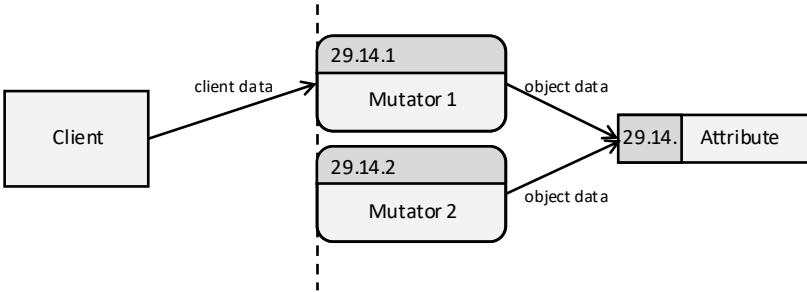 29.14.1
client data
object data
Mutator 1
Client
29.14.
Attribute
29.14.2
object data
Mutator 2